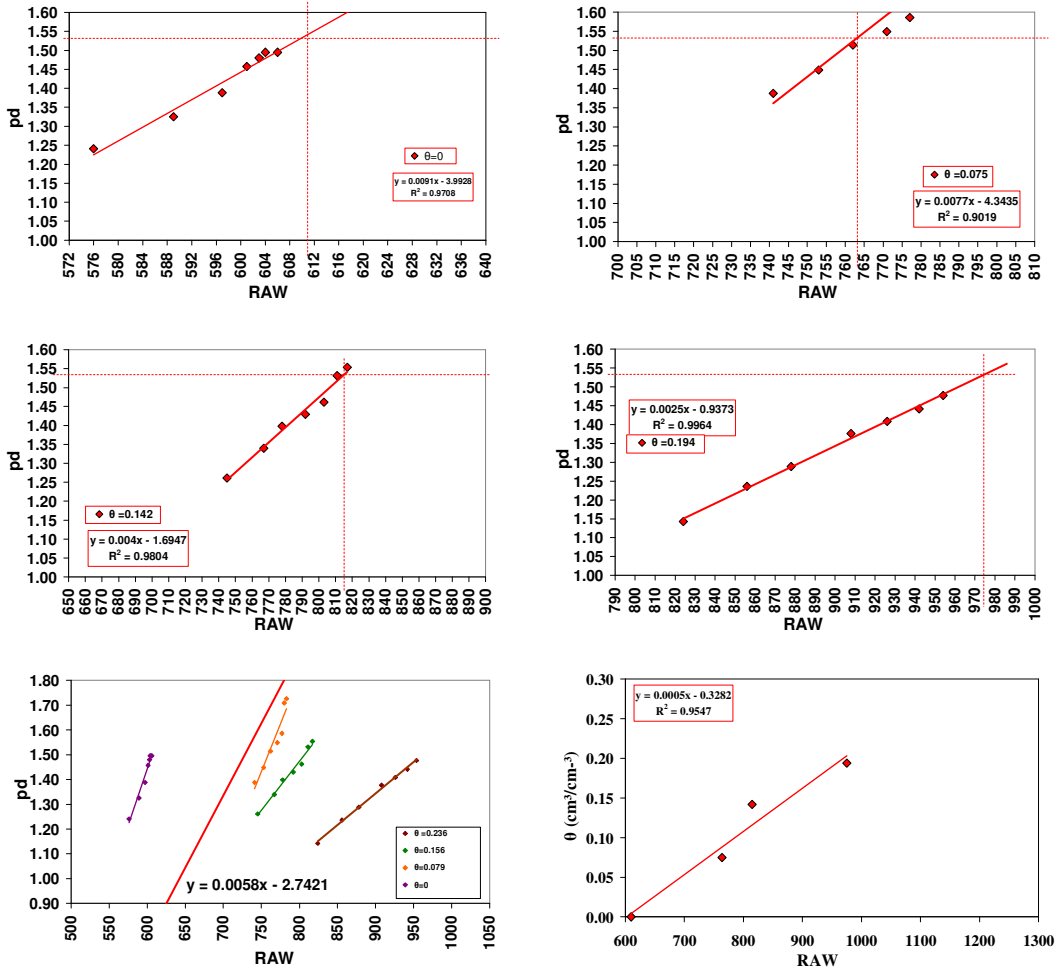 1.60
1.55
1.50
1.45
1.40
1.35
1.30
1.25
1.20
1.15
1.10
1.05
1.00
pd
θ=0
y = 0.0091x - 3.9928
R² = 0.9708
572 576 580 584 588 592 596 600 604 608 612 616 620 624 628 632 636 640
RAW
1.60
1.55
1.50
1.45
1.40
1.35
1.30
1.25
1.20
1.15
1.10
1.05
1.00
pd
θ =0.075
y = 0.0077x - 4.3435
R² = 0.9019
700 705 710 715 720 725 730 735 740 745 750 755 760 765 770 775 780 785 790 795 800 805 810
RAW
1.60
1.55
1.50
1.45
1.40
1.35
1.30
1.25
1.20
1.15
1.10
1.05
1.00
pd
θ =0.142
y = 0.004x - 1.6947
R² = 0.9804
650 660 670 680 690 700 710 720 730 740 750 760 770 780 790 800 810 820 830 840 850 860 870 880 890 900
RAW
1.60
1.55
1.50
1.45
1.40
1.35
1.30
1.25
1.20
1.15
1.10
1.05
1.00
pd
y = 0.0025x - 0.9373
R² = 0.9964
θ =0.194
790 800 810 820 830 840 850 860 870 880 890 900 910 920 930 940 950 960 970 980 990 1000
RAW
1.80
1.70
1.60
1.50
1.40
1.30
1.20
1.10
1.00
0.90
pd
y = 0.0058x - 2.7421
θ =0.236
θ=0.156
θ=0.079
θ=0
500 550 600 650 700 750 800 850 900 950 1000 1050
RAW
0.30
0.25
0.20
0.15
0.10
0.05
0.00
θ (cm³/cm-³)
y = 0.0005x - 0.3282
R² = 0.9547
600 700 800 900 1000 1100 1200 1300
RAW